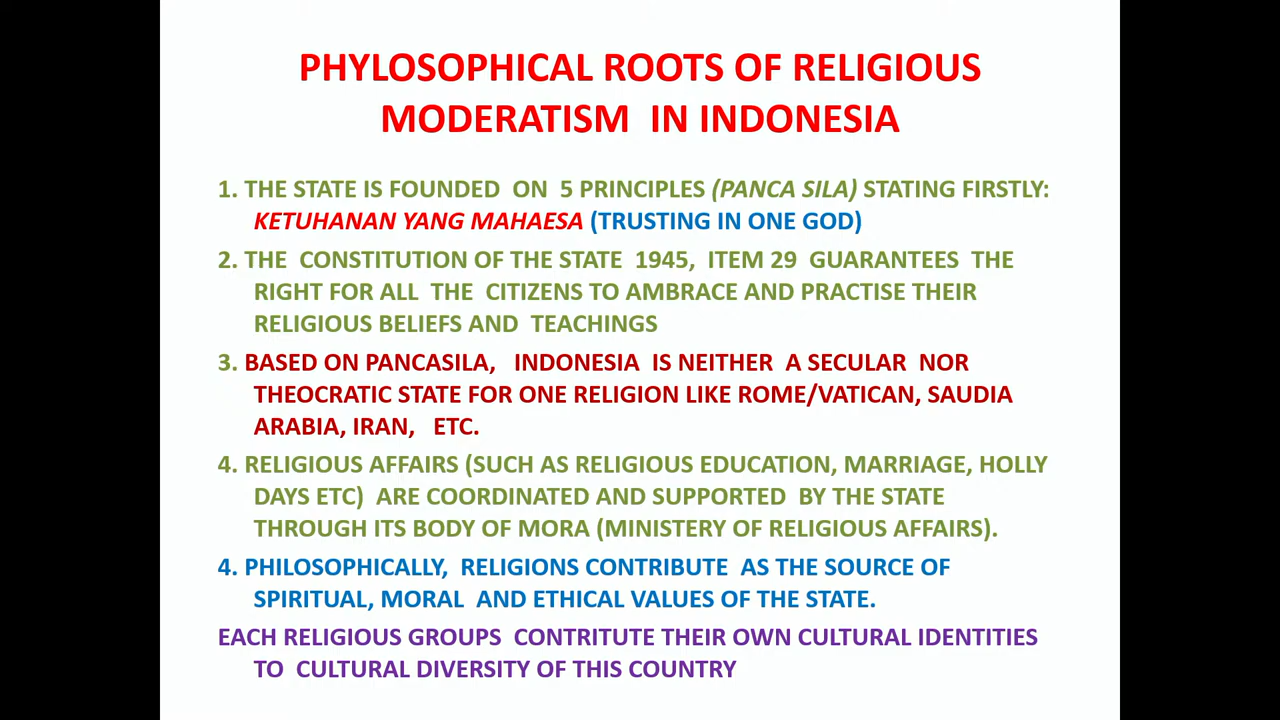 PHYLOSOPHICAL ROOTS OF RELIGIOUS
MODERATISM IN INDONESIA
1. THE STATE IS FOUNDED ON 5 PRINCIPLES (PANCA SILA) STATING FIRSTLY:
KETUHANAN YANG MAHAESA (TRUSTING IN ONE GOD)
2. THE CONSTITUTION OF THE STATE 1945, ITEM 29 GUARANTEES THE
RIGHT FOR ALL THE CITIZENS TO AMBRACE AND PRACTISE THEIR
RELIGIOUS BELIEFS AND TEACHINGS
3. BASED ON PANCASILA, INDONESIA IS NEITHER A SECULAR NOR
THEOCRATIC STATE FOR ONE RELIGION LIKE ROME/VATICAN, SAUDIA
ARABIA, IRAN, ETC.
4. RELIGIOUS AFFAIRS (SUCH AS RELIGIOUS EDUCATION, MARRIAGE, HOLLY
DAYS ETC) ARE COORDINATED AND SUPPORTED BY THE STATE
THROUGH ITS BODY OF MORA (MINISTERY OF RELIGIOUS AFFAIRS).
4. PHILOSOPHICALLY, RELIGIONS CONTRIBUTE AS THE SOURCE OF
SPIRITUAL, MORAL AND ETHICAL VALUES OF THE STATE.
EACH RELIGIOUS GROUPS CONTRITUTE THEIR OWN CULTURAL IDENTITIES
TO CULTURAL DIVERSITY OF THIS COUNTRY